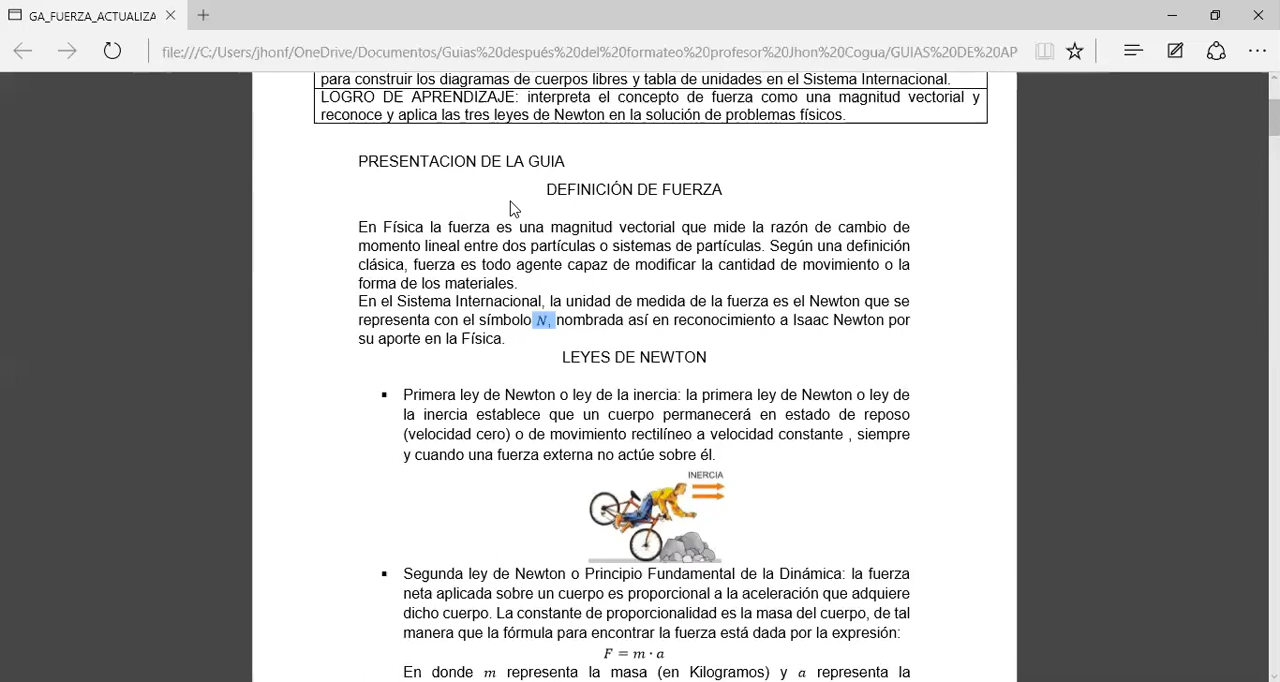 GA_FUERZA_ACTUALIZA
file:///C:/Users/jhonf/OneDrive/Documentos/Guias%20después%20del%20formateo%20profesor%20Jhon%20Cogua/GUIAS%20DE%20AP
para construir los diagramas de cuerpos libres y tabla de unidades en el Sistema Internacional.
LOGRO DE APRENDIZAJE: interpreta el concepto de fuerza como una magnitud vectorial y
reconoce y aplica las tres leyes de Newton en la solución de problemas físicos.
PRESENTACION DE LA GUIA
DEFINICIÓN DE FUERZA
En Física la fuerza es una magnitud vectorial que mide la razón de cambio de
momento lineal entre dos partículas o sistemas de partículas. Según una definición
clásica, fuerza es todo agente capaz de modificar la cantidad de movimiento o la
forma de los materiales.
En el Sistema Internacional, la unidad de medida de la fuerza es el Newton que se
representa con el símbolo N, nombrada así en reconocimiento a Isaac Newton por
su aporte en la Física.
LEYES DE NEWTON
▪ Primera ley de Newton o ley de la inercia: la primera ley de Newton o ley de
la inercia establece que un cuerpo permanecerá en estado de reposo
(velocidad cero) o de movimiento rectilíneo a velocidad constante , siempre
y cuando una fuerza externa no actúe sobre él.
INERCIA
▪ Segunda ley de Newton o Principio Fundamental de la Dinámica: la fuerza
neta aplicada sobre un cuerpo es proporcional a la aceleración que adquiere
dicho cuerpo. La constante de proporcionalidad es la masa del cuerpo, de tal
manera que la fórmula para encontrar la fuerza está dada por la expresión:
F = m · a
En donde m representa la masa (en Kilogramos) y a representa la